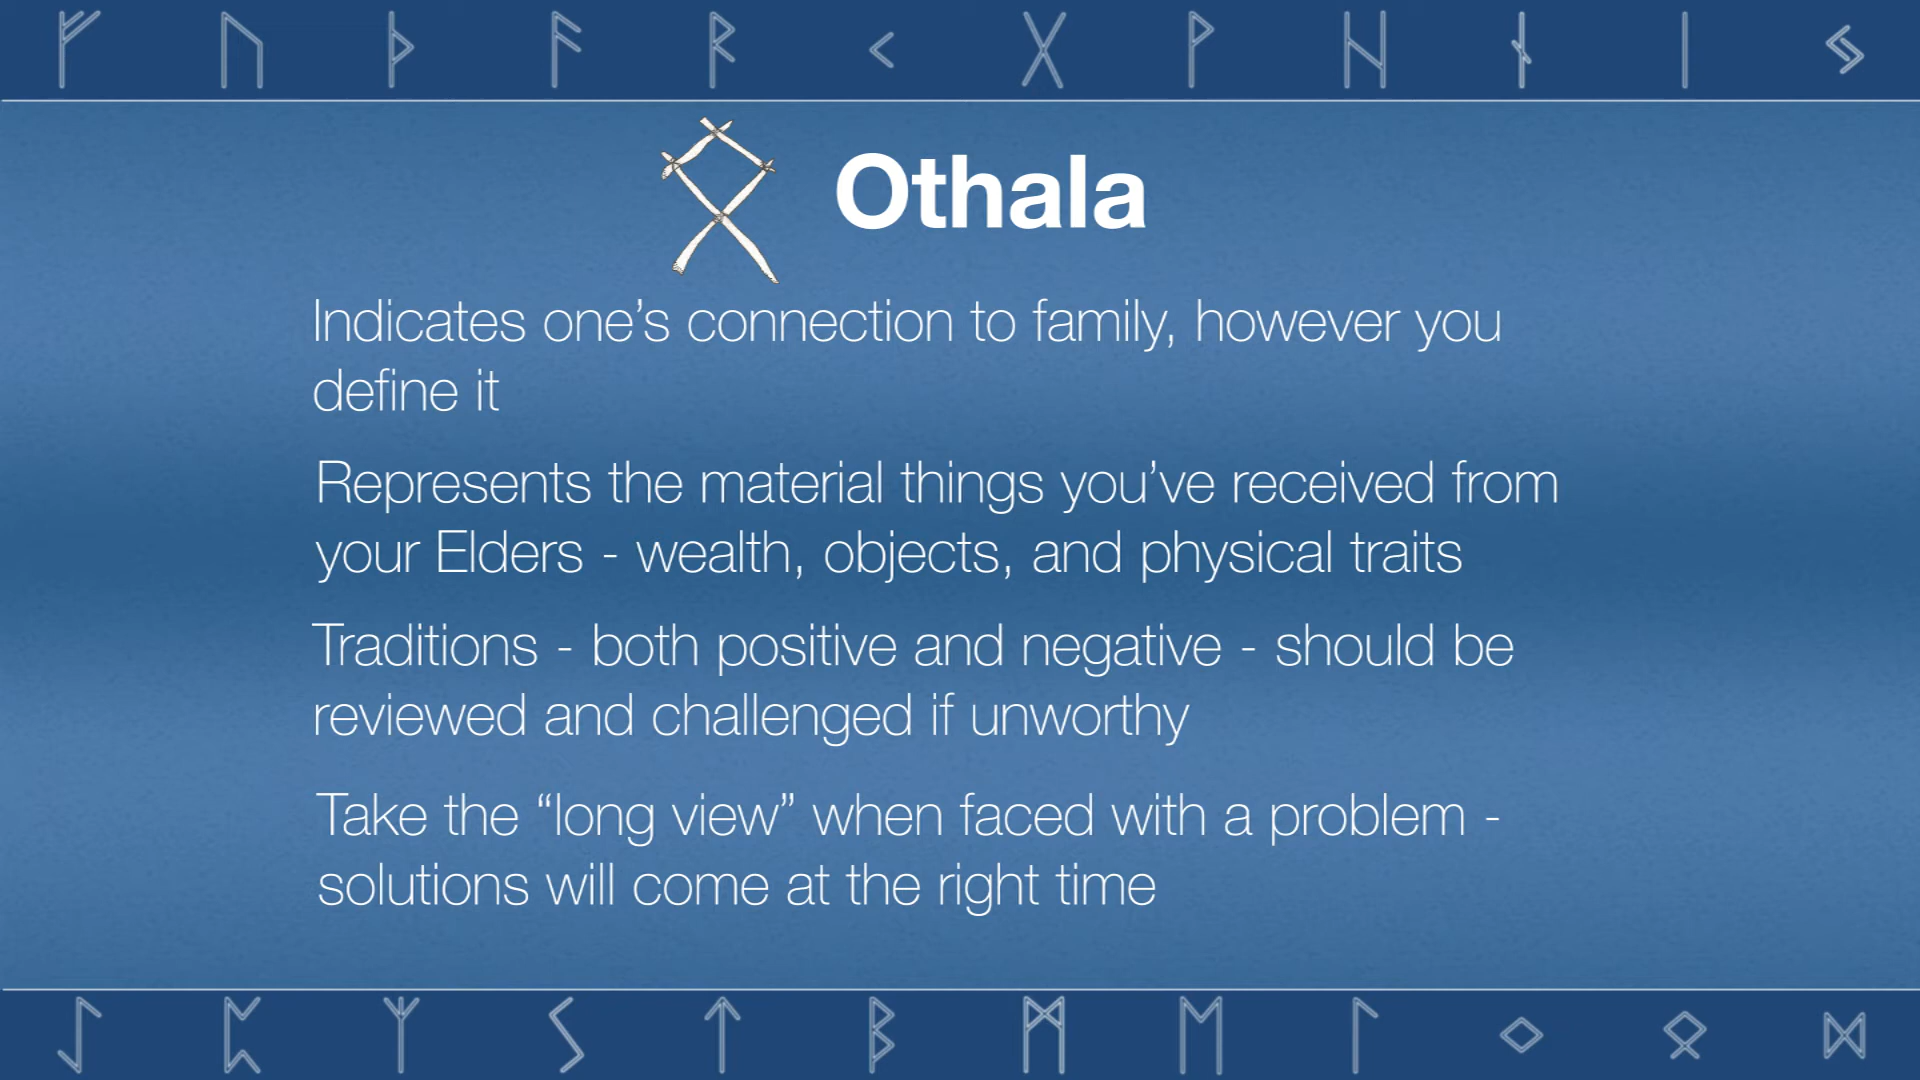 ᚠ ᚢ ᚦ ᚨ ᚱ ᚲ ᚷ ᚹ ᚺ ᚾ ᛁ ᛃ
ᛟ Othala
Indicates one’s connection to family, however you
define it
Represents the material things you’ve received from
your Elders - wealth, objects, and physical traits
Traditions - both positive and negative - should be
reviewed and challenged if unworthy
Take the “long view” when faced with a problem -
solutions will come at the right time
ᛇ ᛈ ᛉ ᛊ ᛏ ᛒ ᛗ ᛖ ᛚ ᛜ ᛟ ᛞ